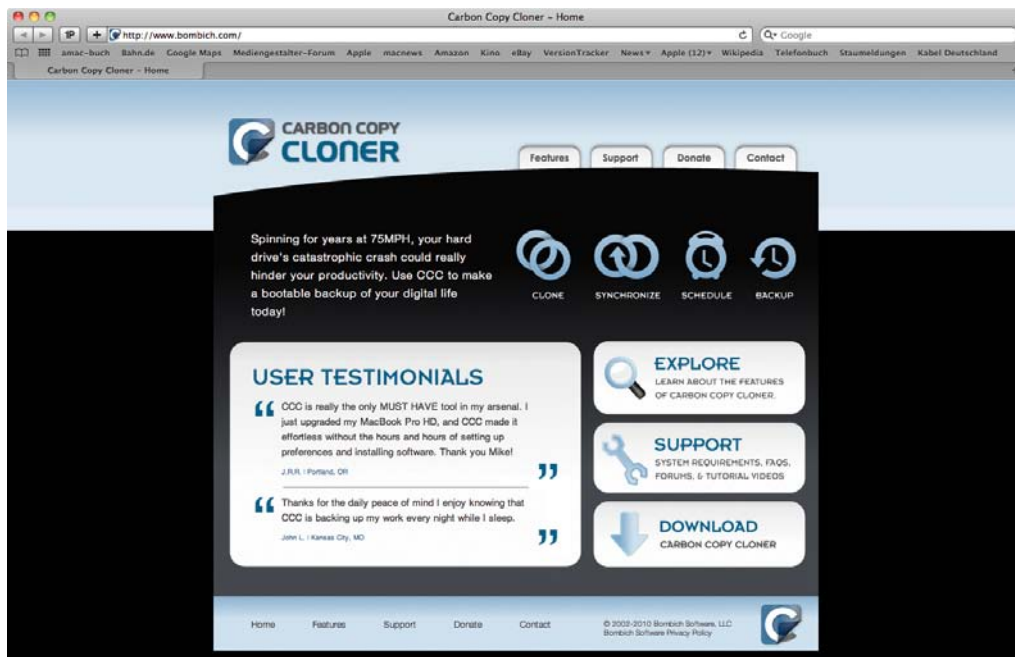 Carbon Copy Cloner – Home
http://www.bombich.com/
Google
amac-buch Bahn.de Google Maps Mediengestalter-Forum Apple macnews Amazon Kino eBay VersionTracker News Apple (12) Wikipedia Telefonbuch Staumeldungen Kabel Deutschland
Carbon Copy Cloner – Home
CARBON COPY
CLONER
Features Support Donate Contact
Spinning for years at 75MPH, your hard
drive's catastrophic crash could really
hinder your productivity. Use CCC to make
a bootable backup of your digital life
today!
CLONE SYNCHRONIZE SCHEDULE BACKUP
USER TESTIMONIALS
“ CCC is really the only MUST HAVE tool in my arsenal. I
just upgraded my MacBook Pro HD, and CCC made it
effortless without the hours and hours of setting up
preferences and installing software. Thank you Mike!
J.R.R. | Portland, OR ”
“ Thanks for the daily peace of mind I enjoy knowing that
CCC is backing up my work every night while I sleep.
John L. | Kansas City, MO ”
EXPLORE
LEARN ABOUT THE FEATURES
OF CARBON COPY CLONER.
SUPPORT
SYSTEM REQUIREMENTS, FAQS,
FORUMS, & TUTORIAL VIDEOS
DOWNLOAD
CARBON COPY CLONER
Home Features Support Donate Contact
© 2002-2010 Bombich Software, LLC
Bombich Software Privacy Policy